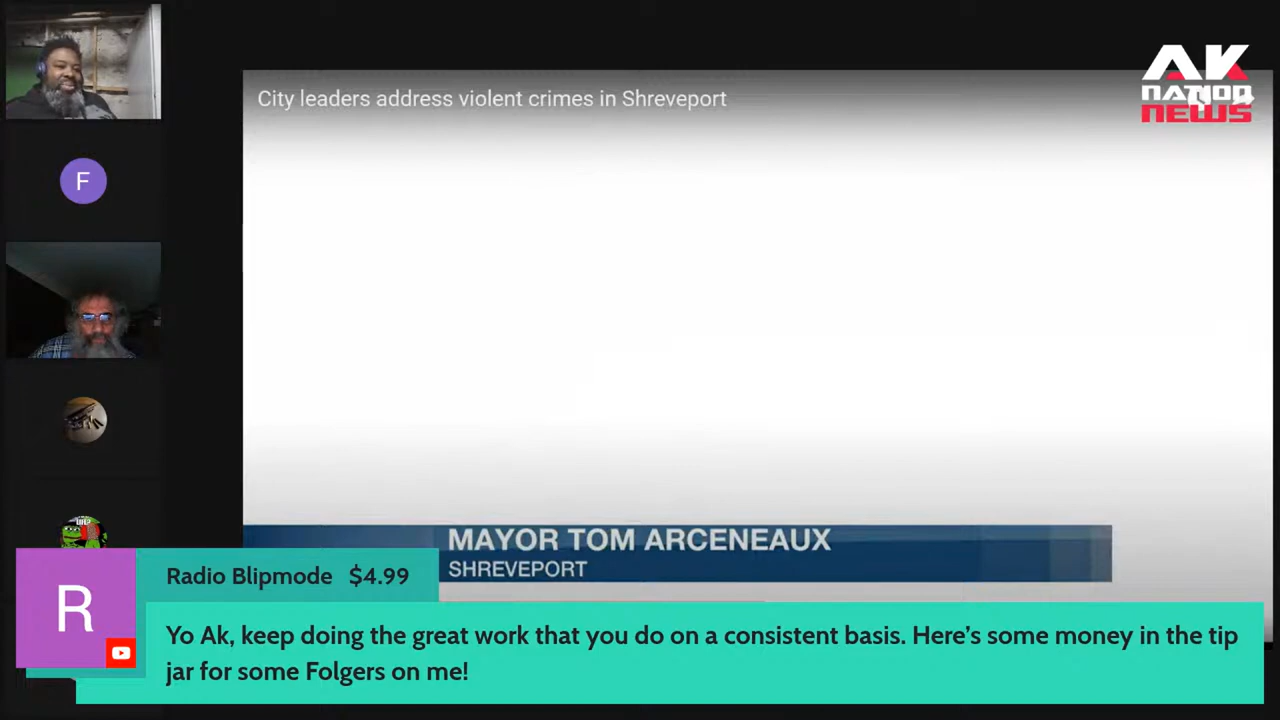 City leaders address violent crimes in Shreveport
AK
NATION
NEWS
F
MAYOR TOM ARCENEAUX
SHREVEPORT
R
Radio Blipmode $4.99
Yo Ak, keep doing the great work that you do on a consistent basis. Here's some money in the tip
jar for some Folgers on me!